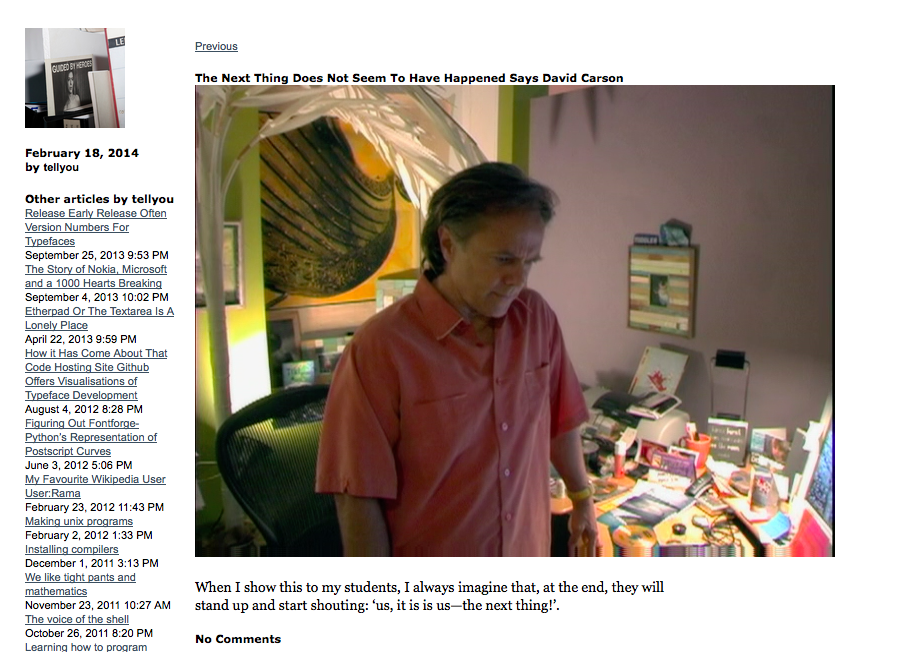 GUIDED BY HEROES
LE
February 18, 2014
by tellyou
Other articles by tellyou
Release Early Release Often
Version Numbers For
Typefaces
September 25, 2013 9:53 PM
The Story of Nokia, Microsoft
and a 1000 Hearts Breaking
September 4, 2013 10:02 PM
Etherpad Or The Textarea Is A
Lonely Place
April 22, 2013 9:59 PM
How it Has Come About That
Code Hosting Site Github
Offers Visualisations of
Typeface Development
August 4, 2012 8:28 PM
Figuring Out Fontforge-
Python's Representation of
Postscript Curves
June 3, 2012 5:06 PM
My Favourite Wikipedia User
User:Rama
February 23, 2012 11:43 PM
Making unix programs
February 2, 2012 1:33 PM
Installing compilers
December 1, 2011 3:13 PM
We like tight pants and
mathematics
November 23, 2011 10:27 AM
The voice of the shell
October 26, 2011 8:20 PM
Learning how to program
Previous
The Next Thing Does Not Seem To Have Happened Says David Carson
When I show this to my students, I always imagine that, at the end, they will
stand up and start shouting: ‘us, it is is us—the next thing!’.
No Comments